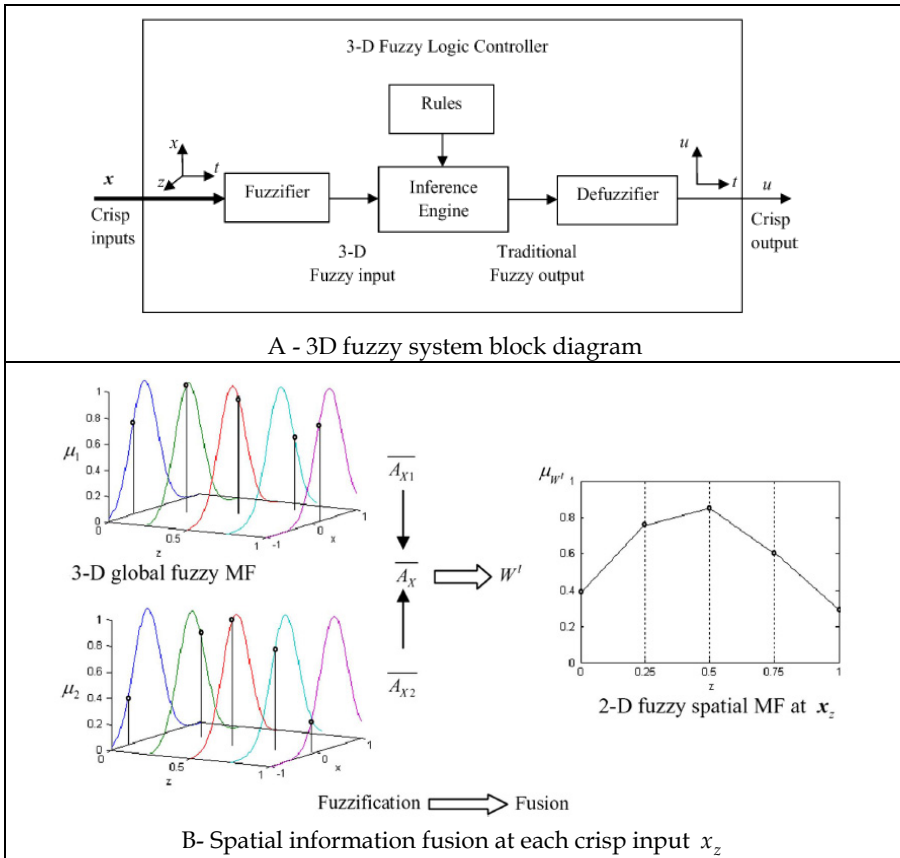 3-D Fuzzy Logic Controller
Rules
x
z
t
u
t
x
u
Fuzzifier
Inference
Engine
Defuzzifier
Crisp
inputs
Crisp
output
3-D
Fuzzy input
Traditional
Fuzzy output
A - 3D fuzzy system block diagram
1
0.8
0.6
0.4
0.2
0
μ₁
0
0.5
1
z
-1
0
1
x
3-D global fuzzy MF
1
0.8
0.6
0.4
0.2
0
μ₂
0
0.5
1
z
-1
0
1
x
A̅_X1
A̅_X
W^l
A̅_X2
μ_W^l
1
0.8
0.6
0.4
0.2
0
0
0.25
0.5
0.75
1
z
2-D fuzzy spatial MF at x_z
Fuzzification
Fusion
B- Spatial information fusion at each crisp input x_z